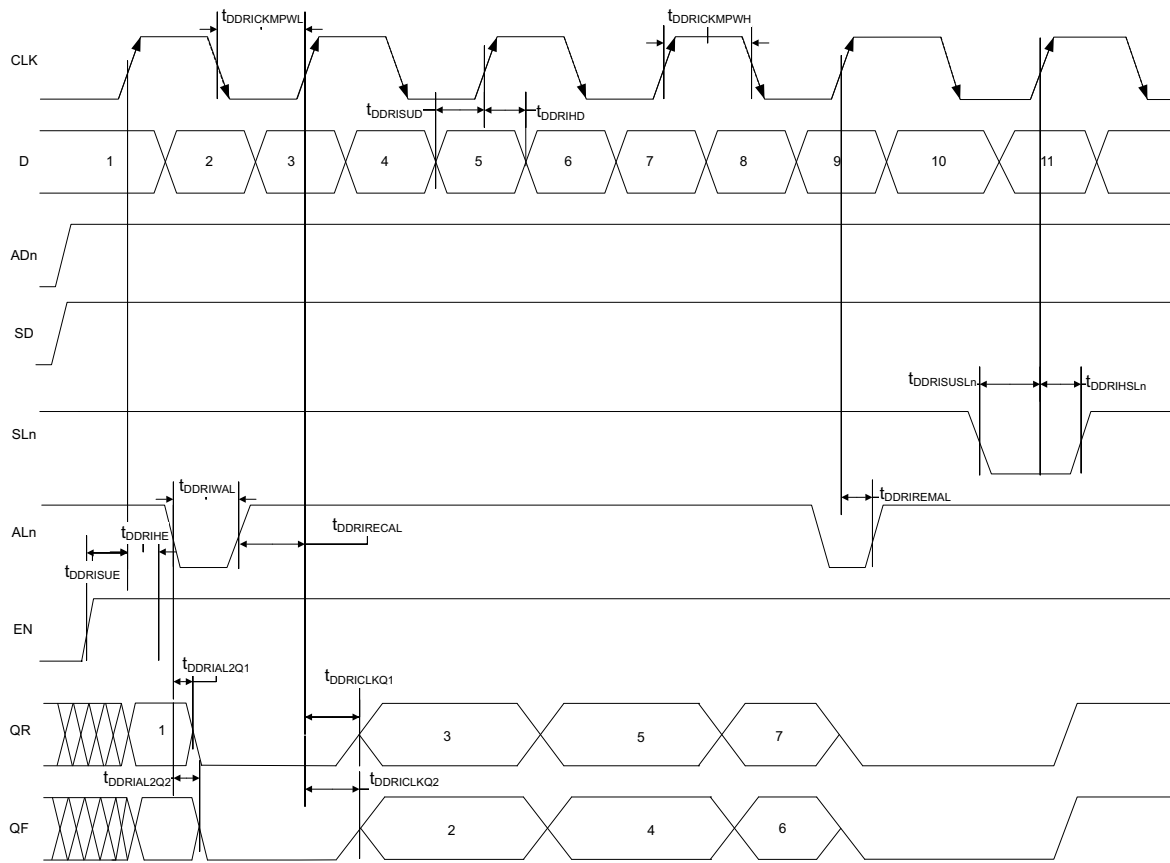 tDDRICKMPWL
tDDRICKMPWH
CLK
tDDRISUD
tDDRIHD
D 1 2 3 4 5 6 7 8 9 10 11
ADn
SD
tDDRISUSLn
tDDRIHSLn
SLn
tDDRIWAL
tDDRIREMAL
ALn
tDDRIHE
tDDRIRECAL
tDDRISUE
EN
tDDRIAL2Q1
tDDRICLKQ1
QR 1 3 5 7
tDDRIAL2Q2
tDDRICLKQ2
QF 2 4 6